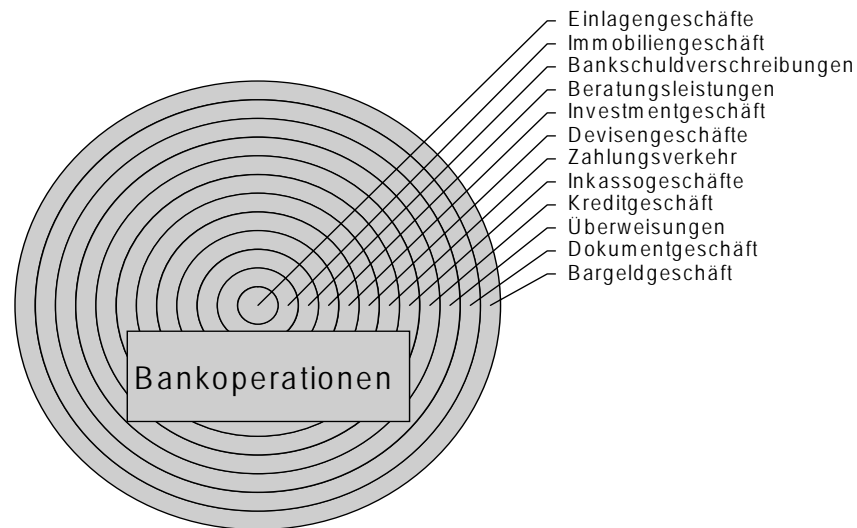 Einlagengeschäfte
Immobiliengeschäft
Bankschuldverschreibungen
Beratungsleistungen
Investmentgeschäft
Devisengeschäfte
Zahlungsverkehr
Inkassogeschäfte
Kreditgeschäft
Überweisungen
Dokumentgeschäft
Bargeldgeschäft
Bankoperationen